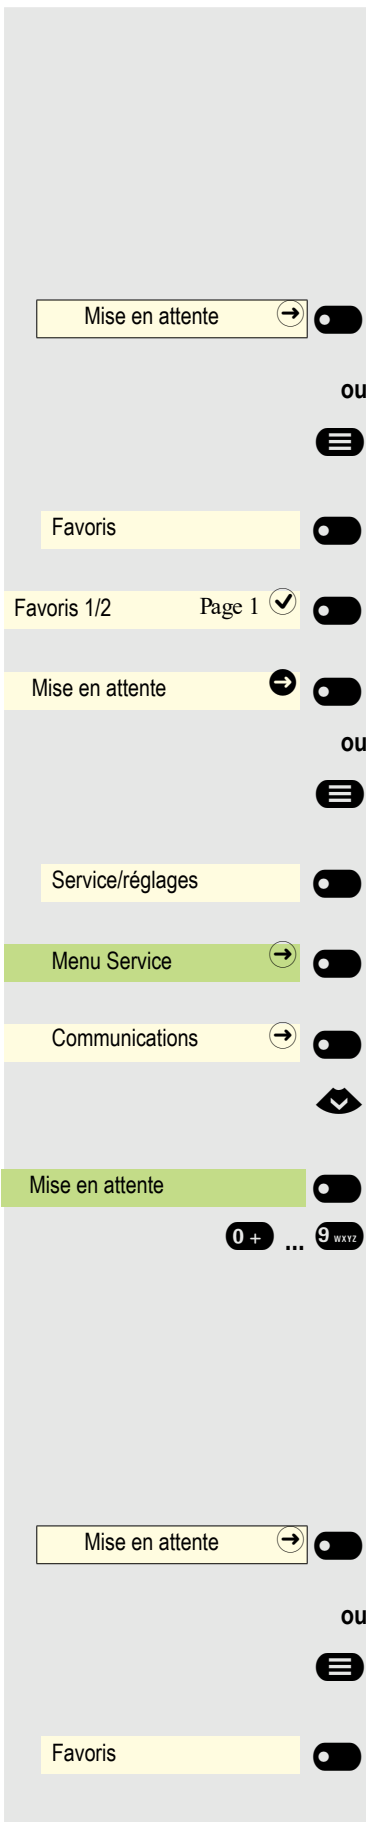 Mise en attente
ou
Favoris
Favoris 1/2 Page 1
Mise en attente
ou
Service/réglages
Menu Service
Communications
Mise en attente
0 + ... 9 WXYZ
Mise en attente
ou
Favoris